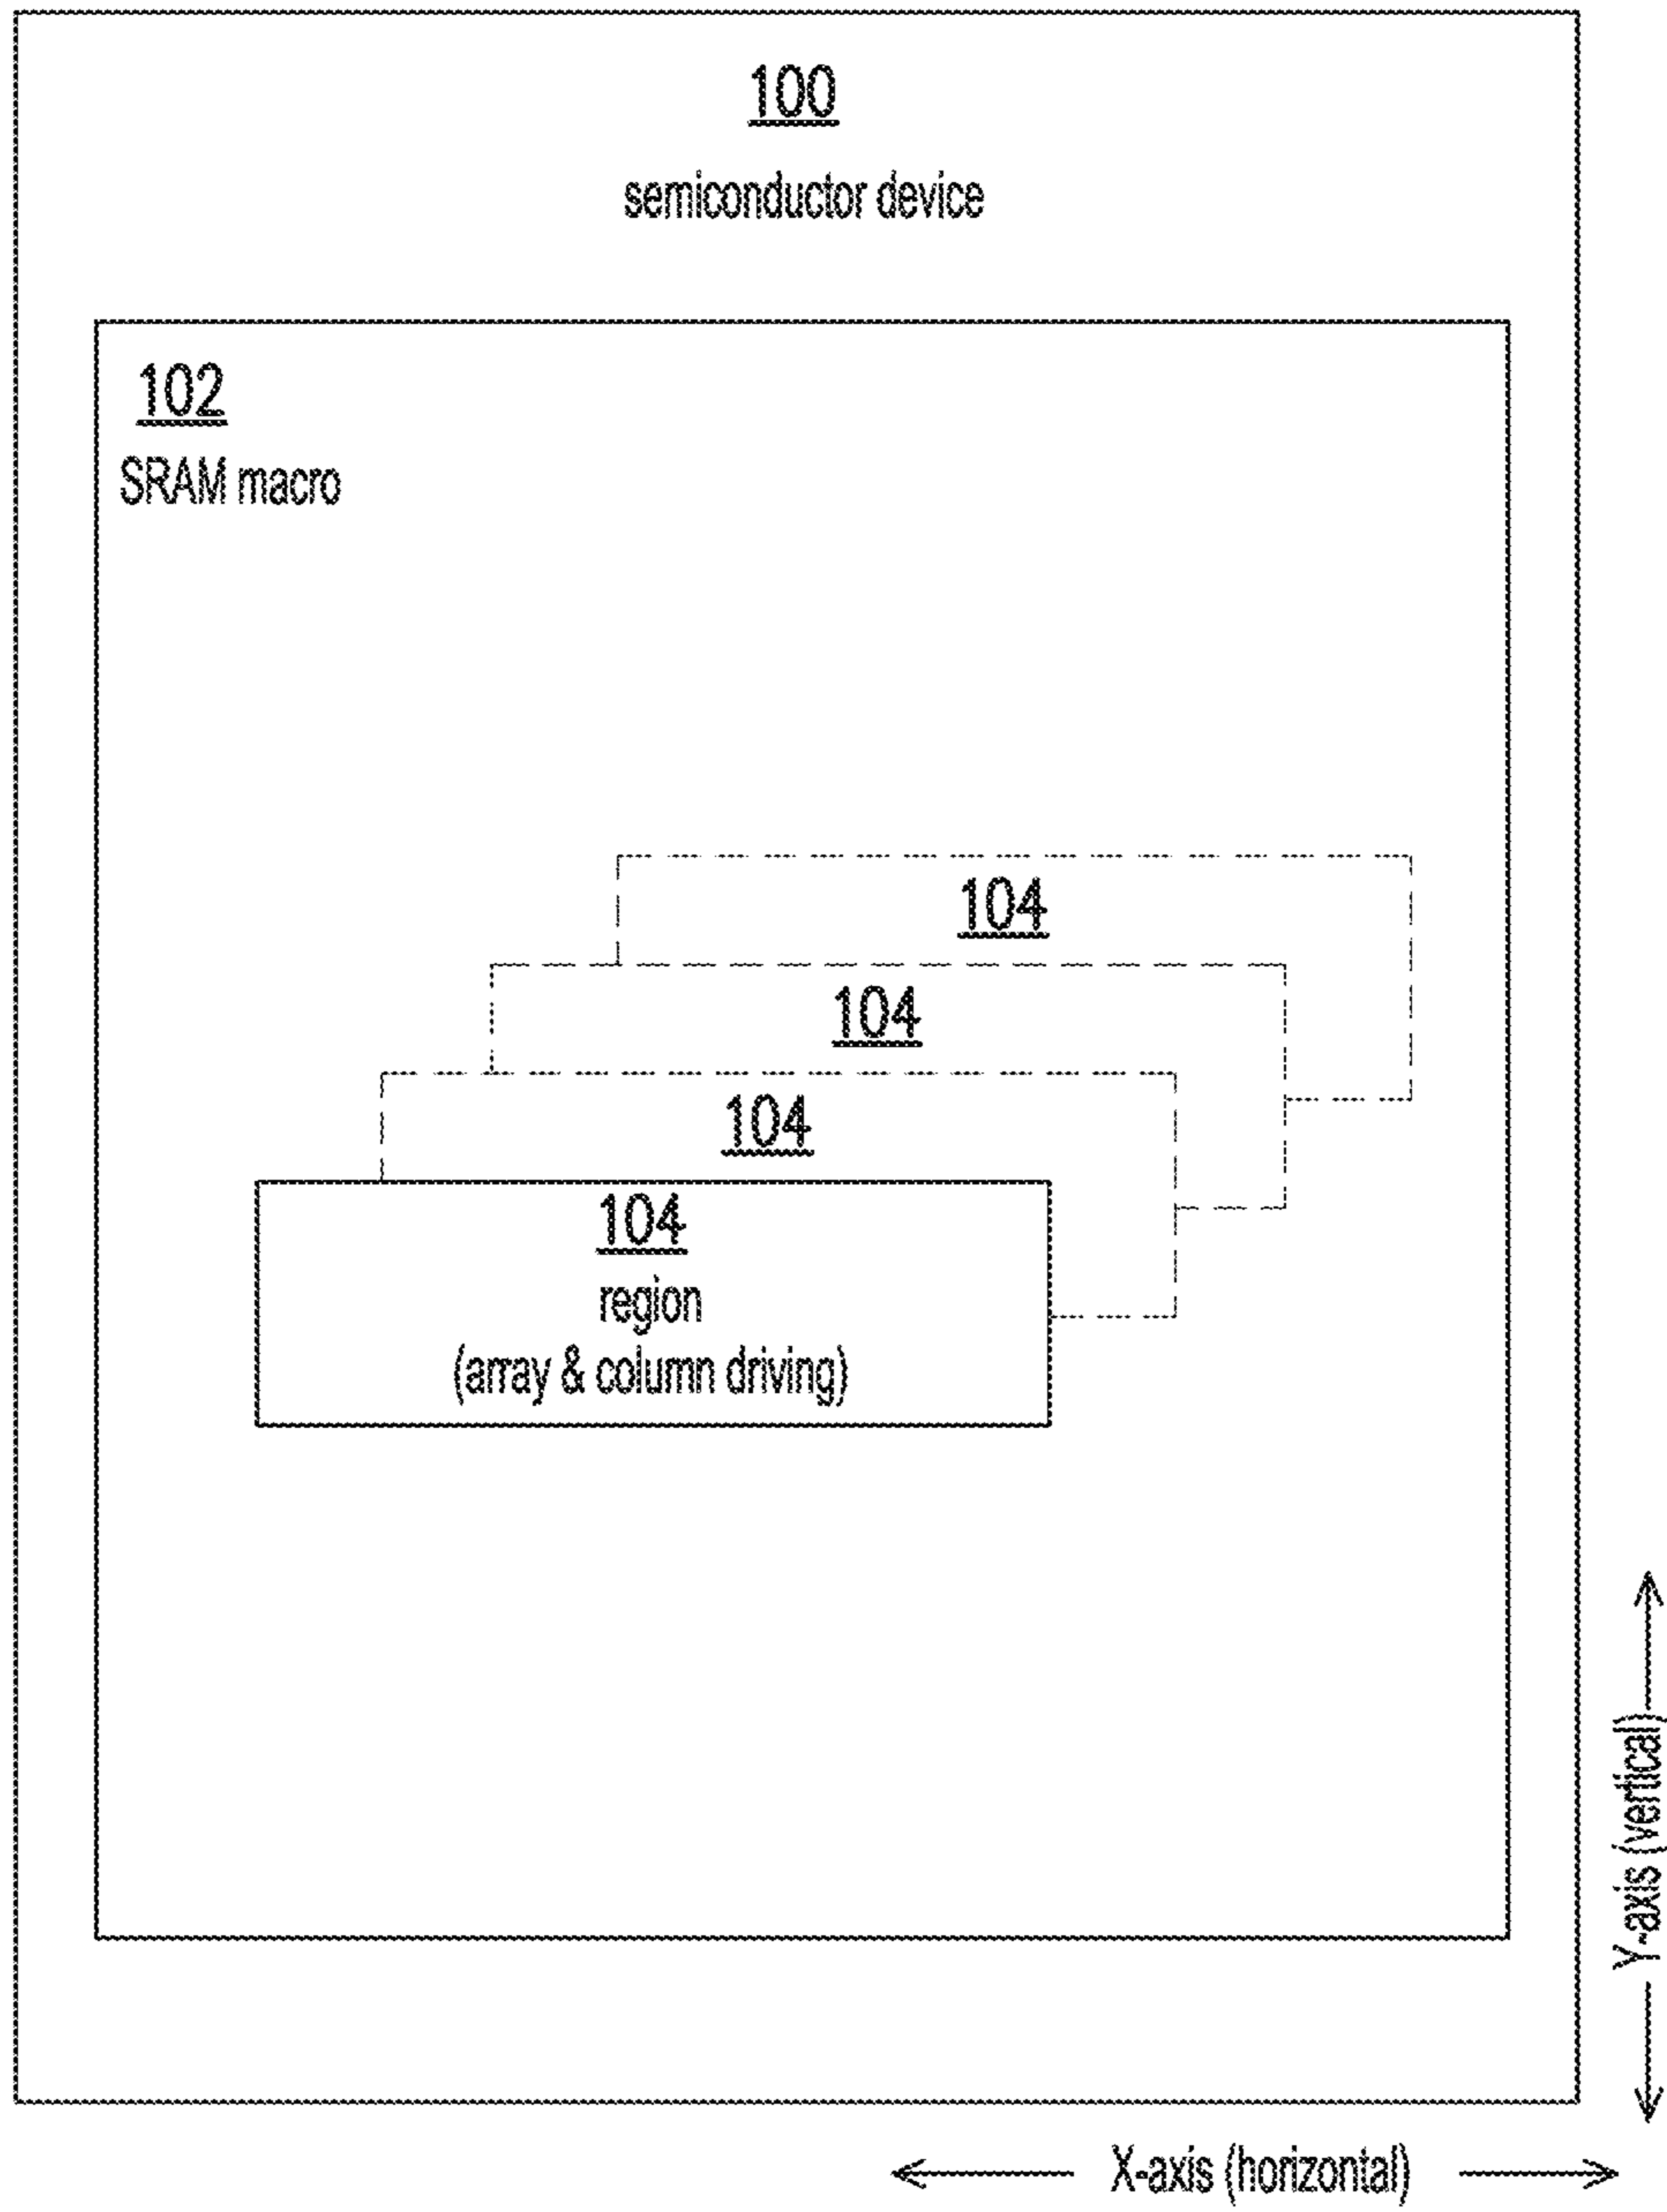 100
semiconductor device
102
SRAM macro
104
104
104
104
region
(array & column driving)
Y-axis (vertical)
X-axis (horizontal)